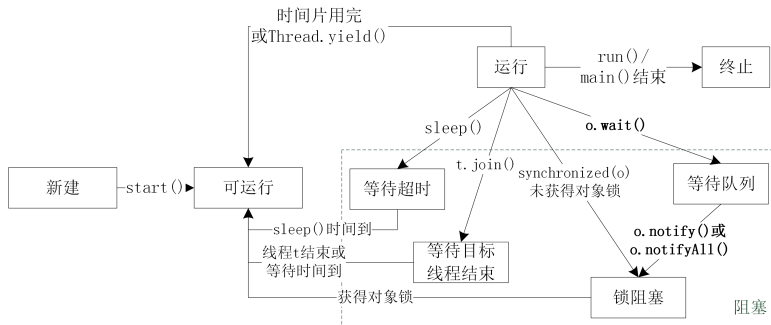 时间片用完
或Thread.yield()
运行
run()/
main()结束
终止
sleep()
o.wait()
t.join()
synchronized(o)
未获得对象锁
新建
start()
可运行
等待超时
等待队列
sleep()时间到
o.notify()或
o.notifyAll()
线程t结束或
等待时间到
等待目标
线程结束
获得对象锁
锁阻塞
阻塞